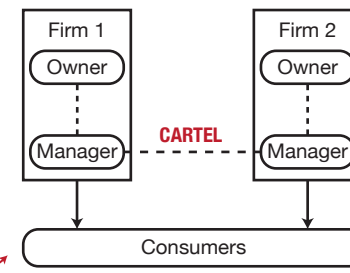 Firm 1
Firm 2
Owner
Owner
CARTEL
Manager
Manager
Consumers